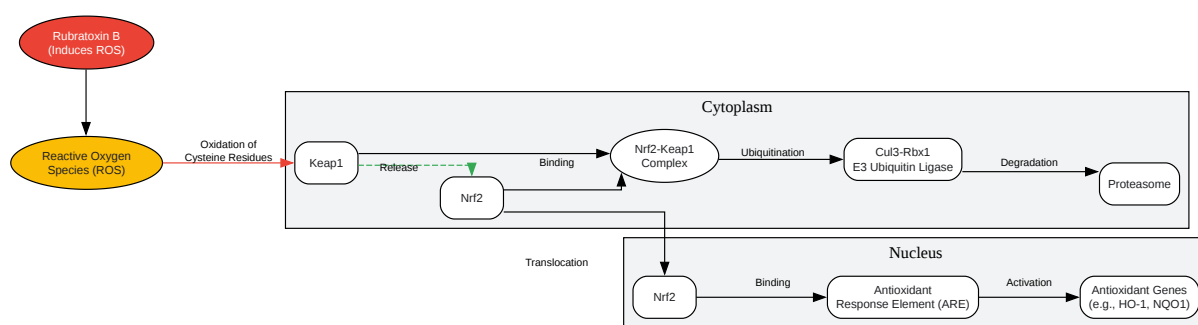 Rubratoxin B
(Induces ROS)
Cytoplasm
Oxidation of
Cysteine Residues
Reactive Oxygen
Species (ROS)
Keap1
Release
Binding
Nrf2-Keap1
Complex
Ubiquitination
Cul3-Rbx1
E3 Ubiquitin Ligase
Degradation
Proteasome
Nrf2
Nucleus
Translocation
Nrf2
Binding
Antioxidant
Response Element (ARE)
Activation
Antioxidant Genes
(e.g., HO-1, NQO1)